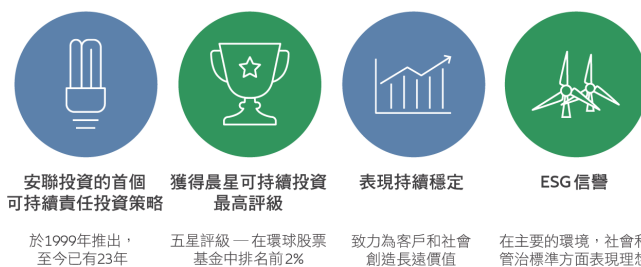 安聯投資的首個
可持續責任投資策略
於1999年推出，
至今已有23年
獲得晨星可持續投資
最高評級
五星評級 — 在環球股票
基金中排名前2%
表現持續穩定
致力為客戶和社會
創造長遠價值
ESG信譽
在主要的環境，社會
管治標準方面表現理